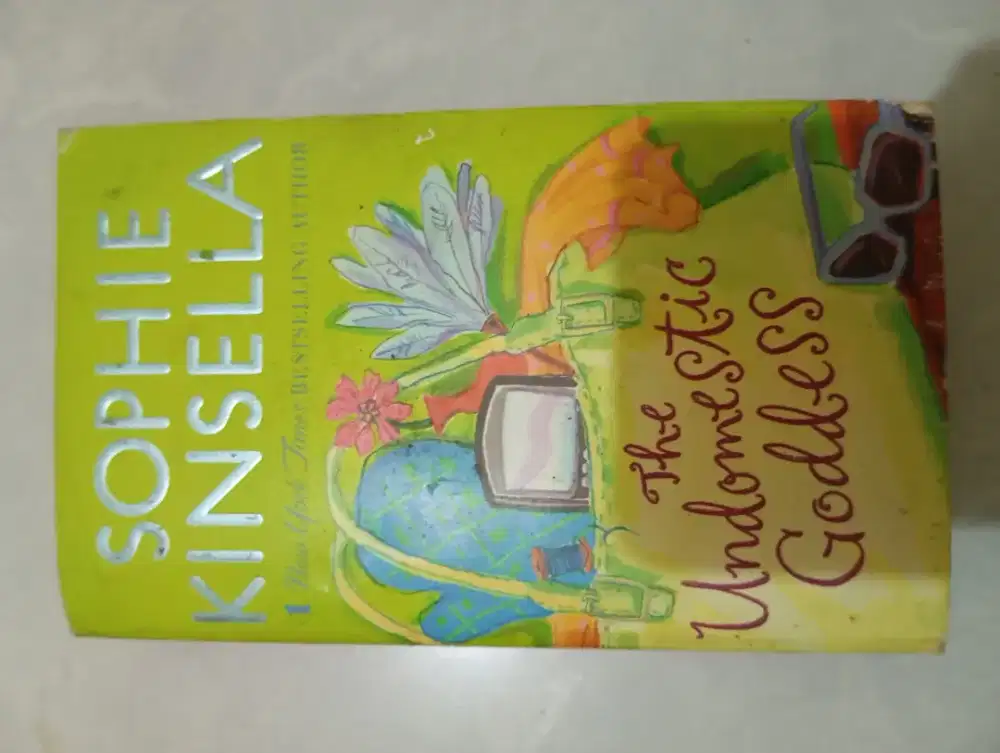 SOPHIE
KINSELLA
1 New York Times BESTSELLING AUTHOR
The
Undomestic
Goddess